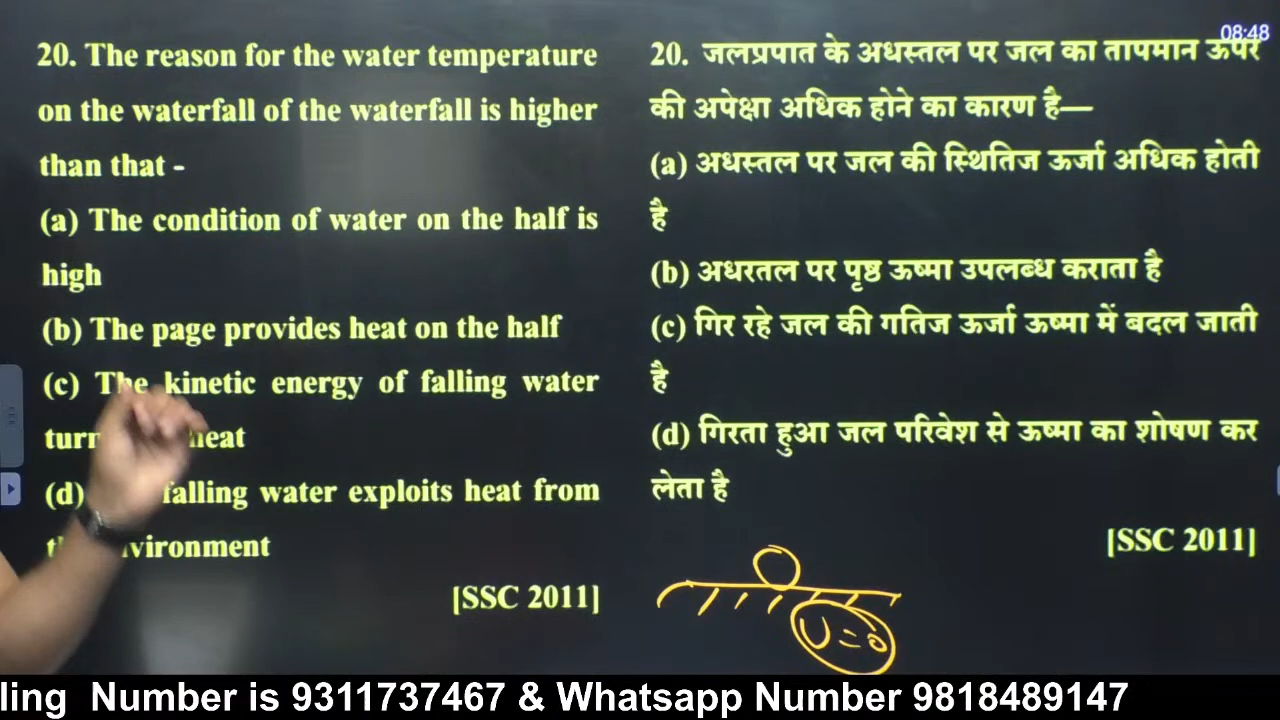 08:48
20. The reason for the water temperature
on the waterfall of the waterfall is higher
than that -
(a) The condition of water on the half is
high
(b) The page provides heat on the half
(c) The kinetic energy of falling water
turn heat
(d) falling water exploits heat from
vironment
[SSC 2011]
20. जलप्रपात के अधस्तल पर जल का तापमान ऊपर
की अपेक्षा अधिक होने का कारण है—
(a) अधस्तल पर जल की स्थितिज ऊर्जा अधिक होती
है
(b) अधरतल पर पृष्ठ ऊष्मा उपलब्ध कराता है
(c) गिर रहे जल की गतिज ऊर्जा ऊष्मा में बदल जाती
है
(d) गिरता हुआ जल परिवेश से ऊष्मा का शोषण कर
लेता है
[SSC 2011]
U=0
ling Number is 9311737467 & Whatsapp Number 9818489147